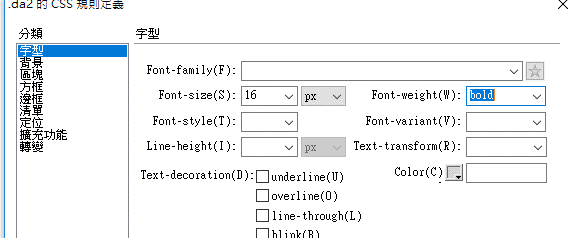 .da2 的 CSS 規則定義
分類
字型
背景
區塊
方框
邊框
清單
定位
擴充功能
轉變
字型
Font-family(F):
Font-size(S): 16 px Font-weight(W): bold
Font-style(T): Font-variant(V):
Line-height(I): px Text-transform(R):
Text-decoration(D): underline(U) Color(C)
overline(O)
line-through(L)
blink(B)